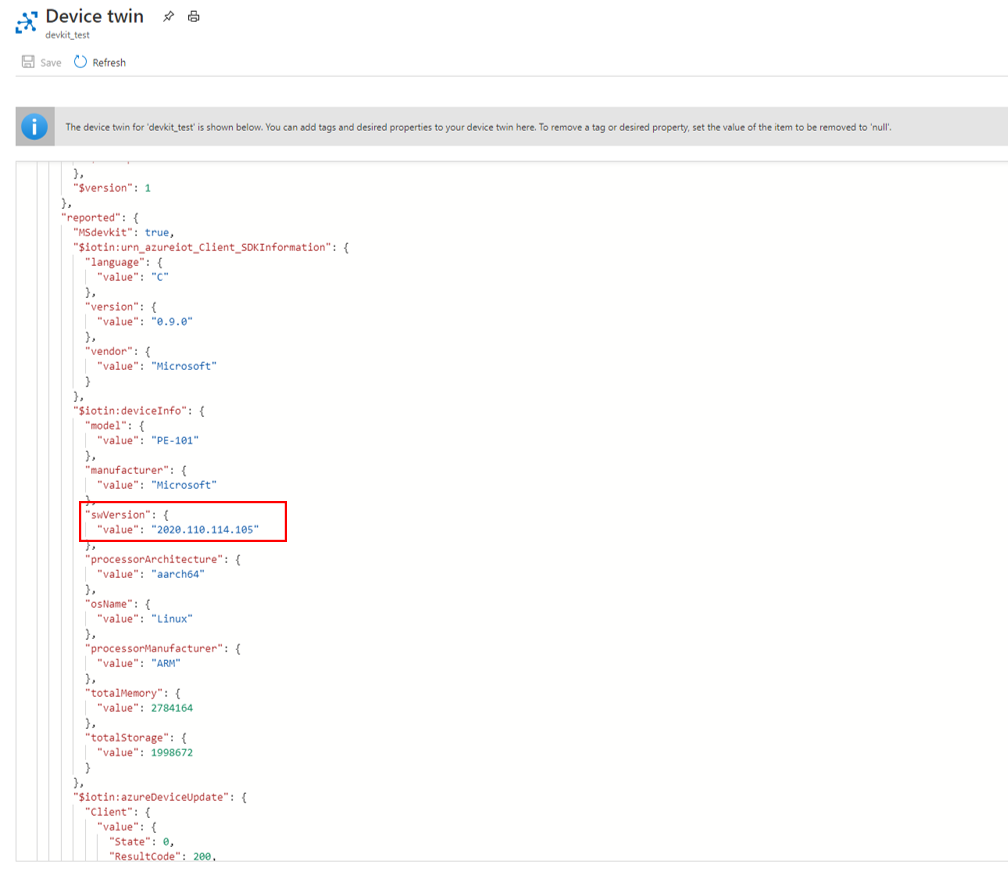 Device twin
devkit_test
Save Refresh
The device twin for 'devkit_test' is shown below. You can add tags and desired properties to your device twin here. To remove a tag or desired property, set the value of the item to be removed to 'null'.
},
"$version": 1
},
"reported": {
"MSdevkit": true,
"$iotin:urn_azureiot_Client_SDKInformation": {
"language": {
"value": "C"
},
"version": {
"value": "0.9.0"
},
"vendor": {
"value": "Microsoft"
}
},
"$iotin:deviceInfo": {
"model": {
"value": "PE-101"
},
"manufacturer": {
"value": "Microsoft"
},
"swVersion": {
"value": "2020.110.114.105"
},
"processorArchitecture": {
"value": "aarch64"
},
"osName": {
"value": "Linux"
},
"processorManufacturer": {
"value": "ARM"
},
"totalMemory": {
"value": 2784164
},
"totalStorage": {
"value": 1998672
}
},
"$iotin:azureDeviceUpdate": {
"Client": {
"value": {
"State": 0,
"ResultCode": 200,